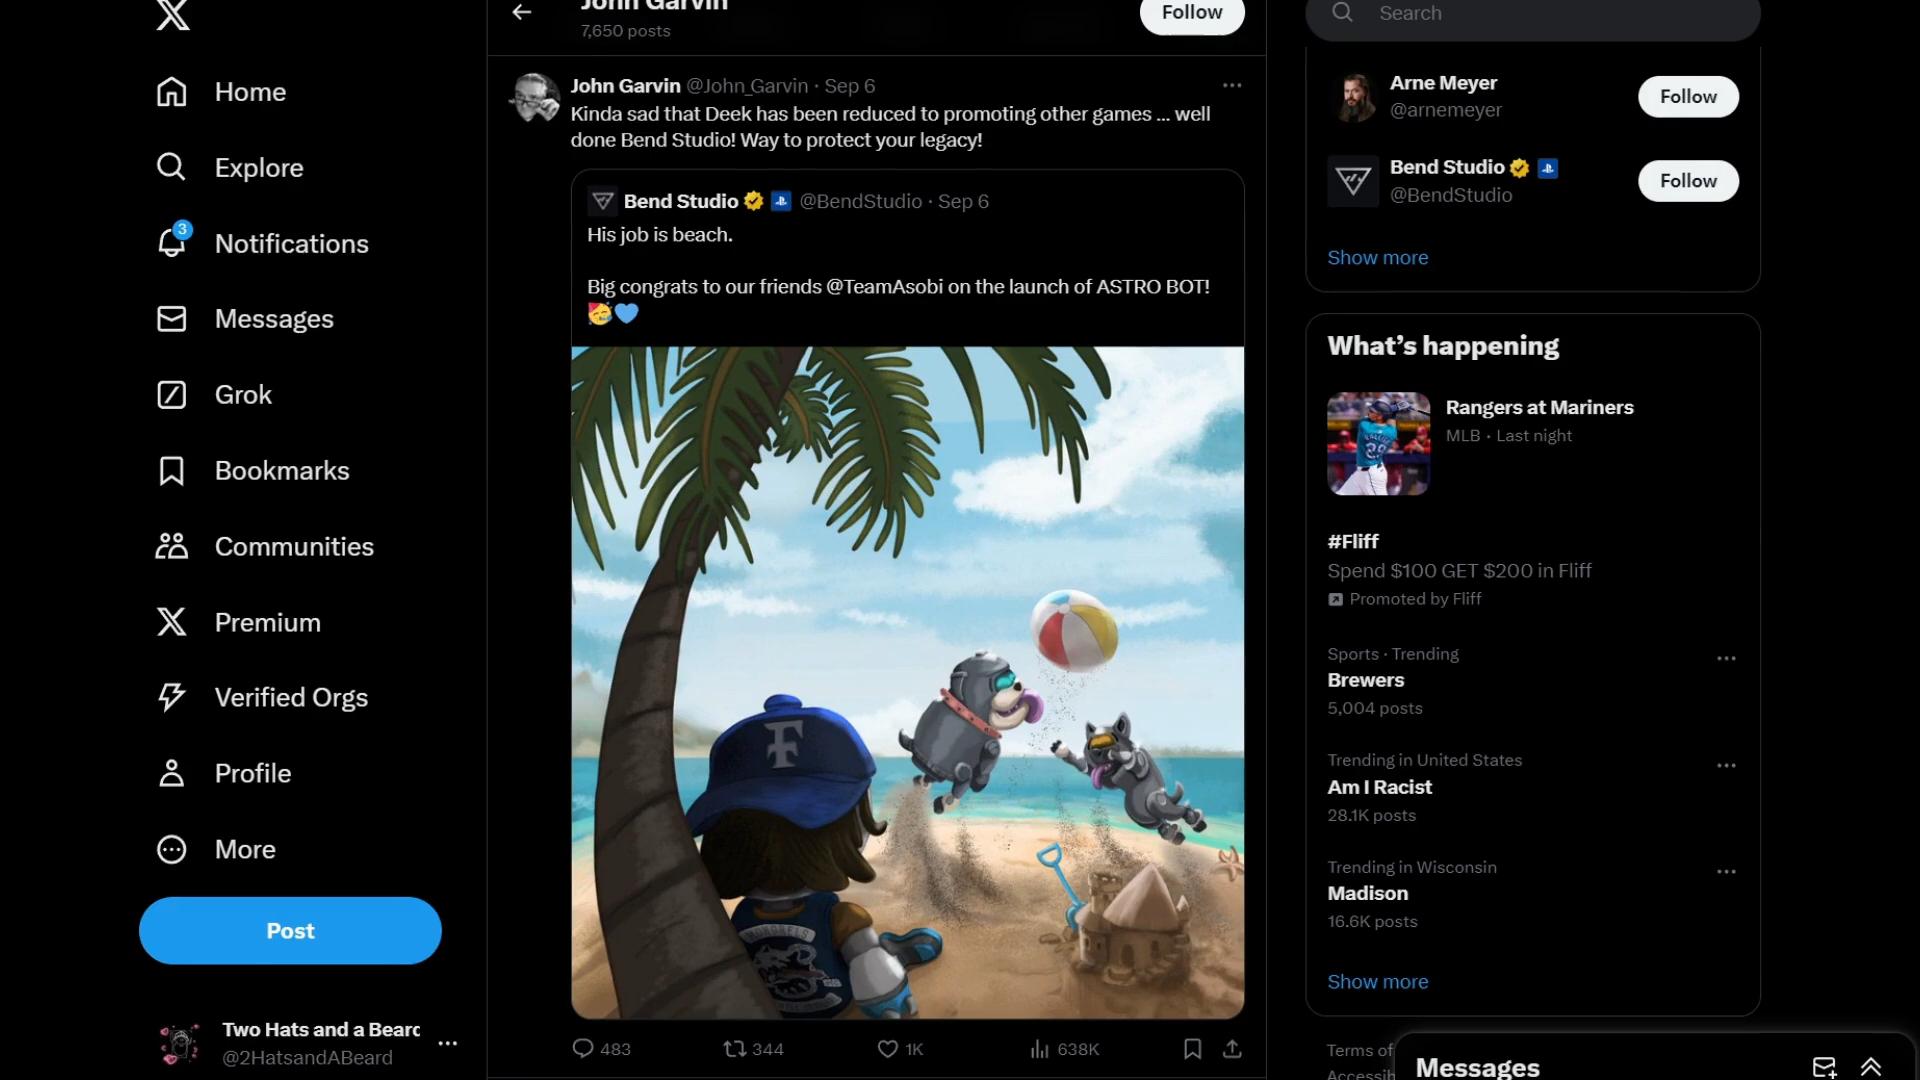 Home
Explore
3
Notifications
Messages
Grok
Bookmarks
Communities
Premium
Verified Orgs
Profile
More
Post
Two Hats and a Beard
@2HatsandABeard
John Garvin
7,650 posts
Follow
John Garvin @John_Garvin · Sep 6
Kinda sad that Deek has been reduced to promoting other games ... well
done Bend Studio! Way to protect your legacy!
Bend Studio @BendStudio · Sep 6
His job is beach.
Big congrats to our friends @TeamAsobi on the launch of ASTRO BOT!
F
MONGRELS
483
344
1K
638K
Search
Arne Meyer
@arnemeyer
Follow
Bend Studio
@BendStudio
Follow
Show more
What's happening
Rangers at Mariners
MLB · Last night
#Fliff
Spend $100 GET $200 in Fliff
Promoted by Fliff
Sports · Trending
Brewers
5,004 posts
Trending in United States
Am I Racist
28.1K posts
Trending in Wisconsin
Madison
16.6K posts
Show more
Terms of
Messages